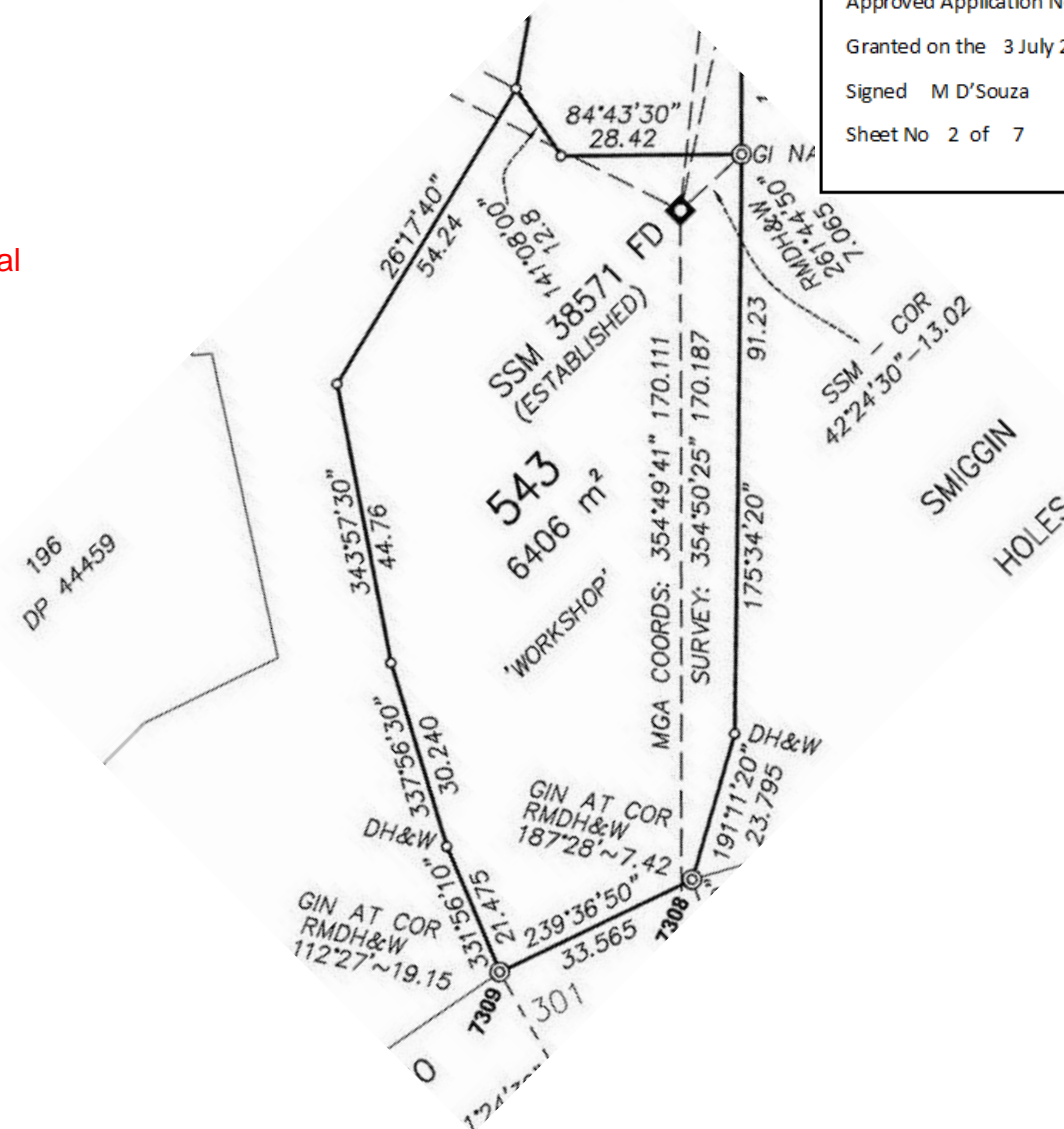 Approved Application N
Granted on the 3 July 2
Signed M D'Souza
Sheet No 2 of 7
al
84°43'30"
28.42
GI NA
RMDH&W
261°44'50"
7.065
26°17'40"
54.24
141°08'00"
12.8
SSM 38571 FD
(ESTABLISHED)
SSM – COR
42°24'30"–13.02
91.23
175°34'20"
MGA COORDS: 354°49'41" 170.111
SURVEY: 354°50'25" 170.187
543
6406 m²
'WORKSHOP'
SMIGGIN
HOLES
343°57'30"
44.76
196
DP 44459
337°56'30"
30.240
DH&W
DH&W
191°11'20"
23.795
GIN AT COR
RMDH&W
187°28'~7.42
331°56'10"
21.475
GIN AT COR
RMDH&W
112°27'~19.15
239°36'50"
33.565
7308
7309
301
O
1°24'